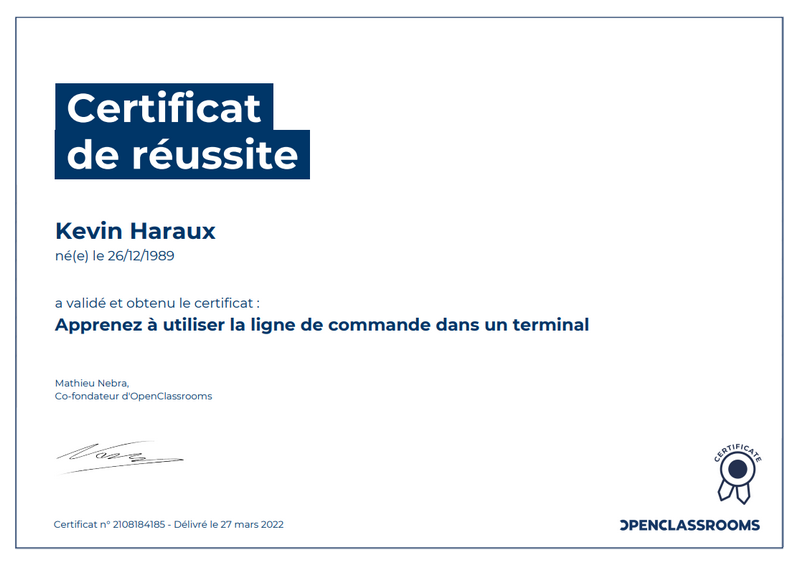 Certificat
de réussite
Kevin Haraux
né(e) le 26/12/1989
a validé et obtenu le certificat :
Apprenez à utiliser la ligne de commande dans un terminal
Mathieu Nebra,
Co-fondateur d'OpenClassrooms
CERTIFICATE
Certificat n° 2108184185 - Délivré le 27 mars 2022
OPENCLASSROOMS